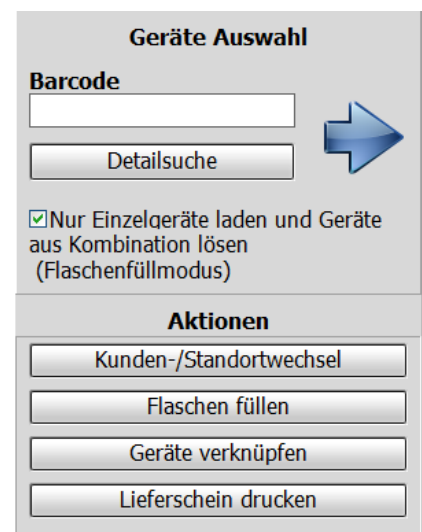 Geräte Auswahl
Barcode
Detailsuche
Nur Einzelgeräte laden und Geräte
aus Kombination lösen
(Flaschenfüllmodus)
Aktionen
Kunden-/Standortwechsel
Flaschen füllen
Geräte verknüpfen
Lieferschein drucken